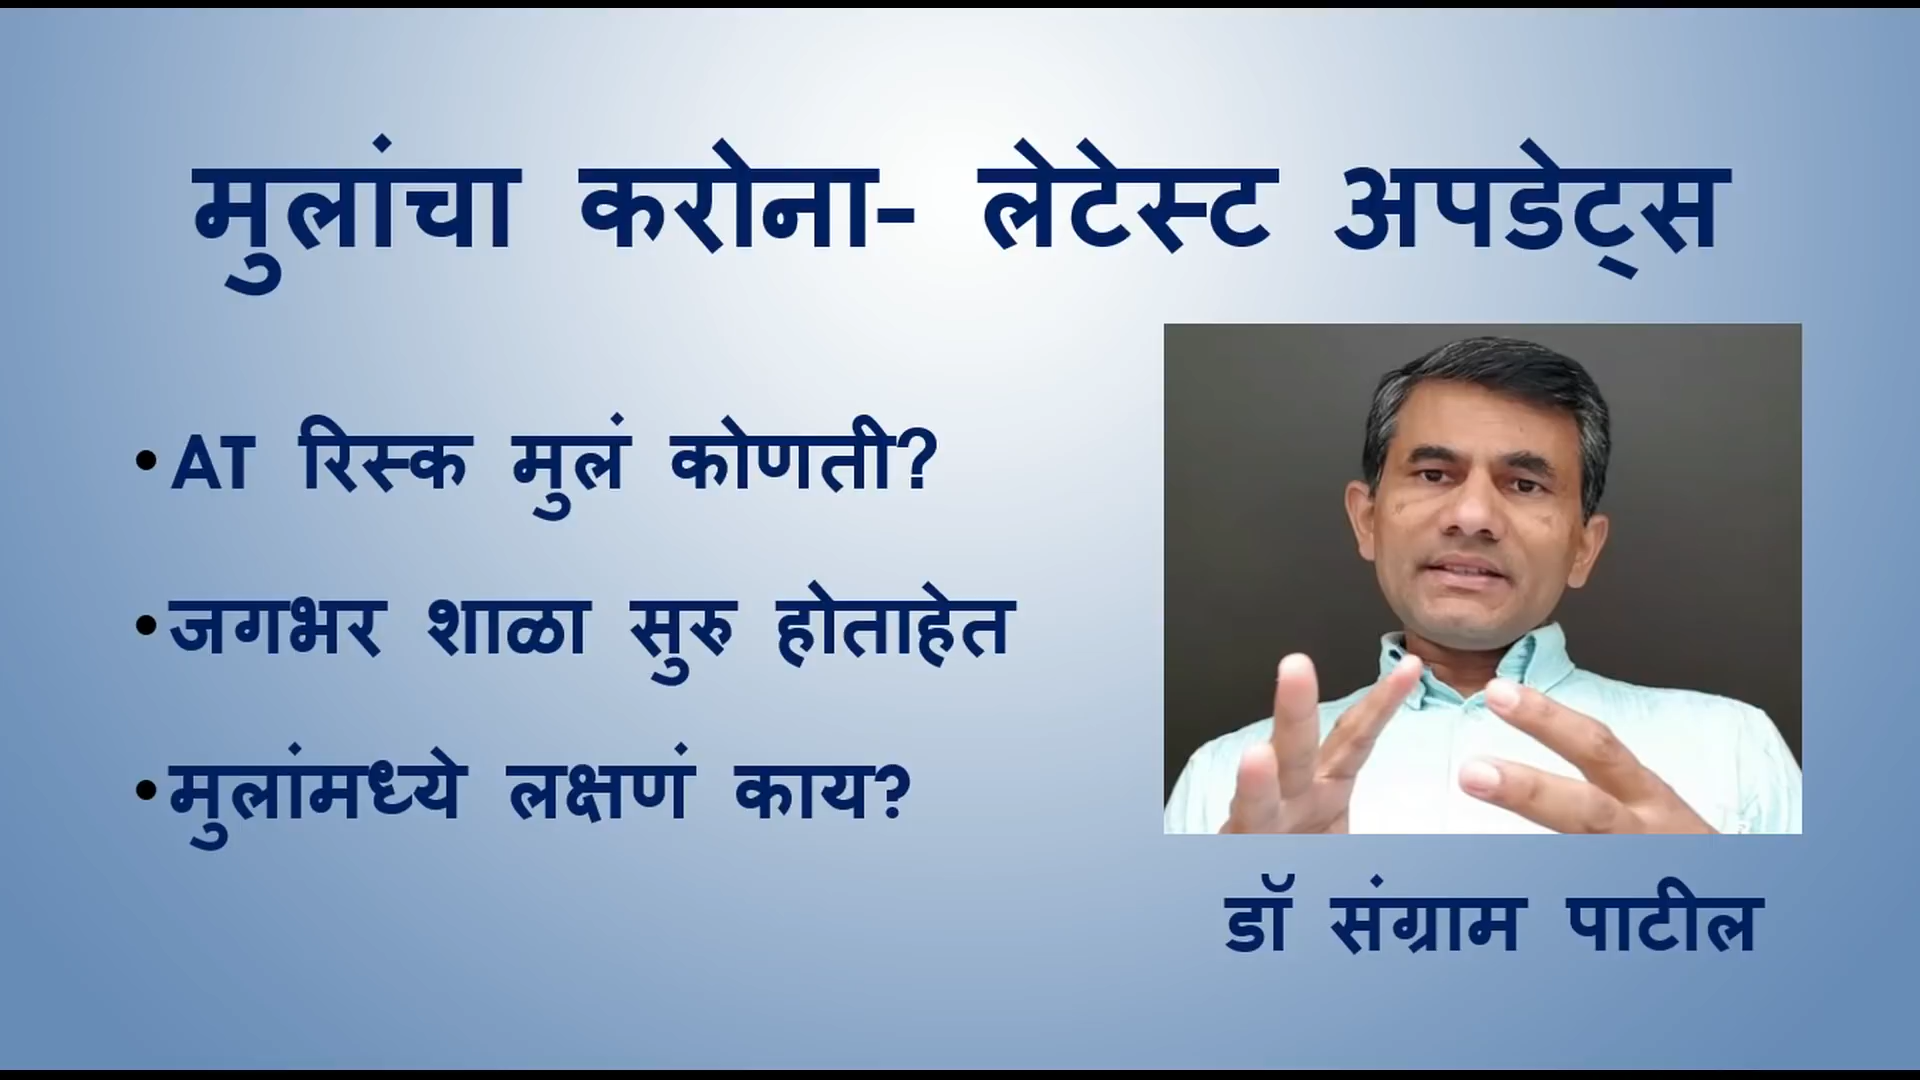 मुलांचा करोना- लेटेस्ट अपडेट्स
• AT रिस्क मुलं कोणती?
• जगभर शाळा सुरु होताहेत
• मुलांमध्ये लक्षणं काय?
डॉ संग्राम पाटील